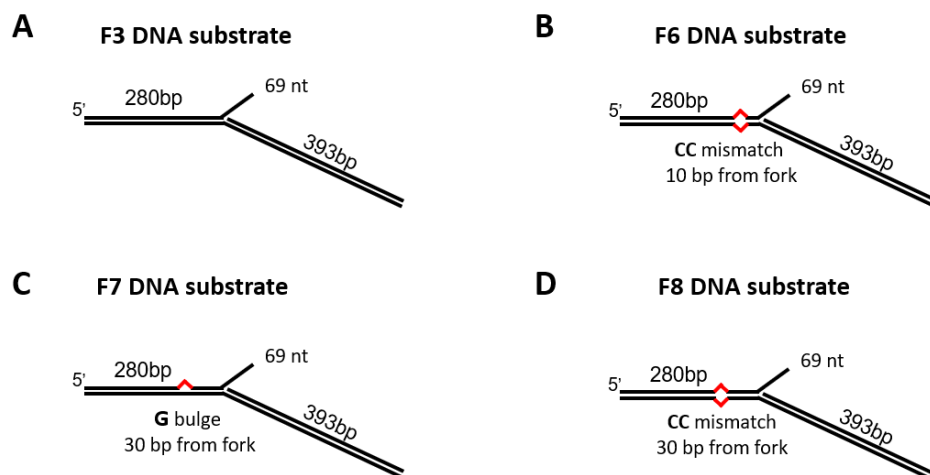 A
F3 DNA substrate
5’
280bp
69 nt
393bp
B
F6 DNA substrate
5’
280bp
69 nt
CC mismatch
10 bp from fork
393bp
C
F7 DNA substrate
5’
280bp
69 nt
G bulge
30 bp from fork
393bp
D
F8 DNA substrate
5’
280bp
69 nt
CC mismatch
30 bp from fork
393bp